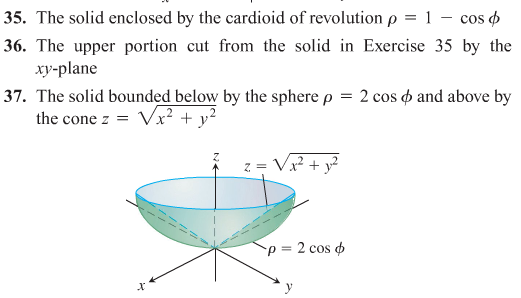 35. The solid enclosed by the cardioid of revolution ρ = 1 − cos ϕ
36. The upper portion cut from the solid in Exercise 35 by the
xy-plane
37. The solid bounded below by the sphere ρ = 2 cos ϕ and above by
the cone z = √x² + y²
z
z = √x² + y²
ρ = 2 cos ϕ
x
y